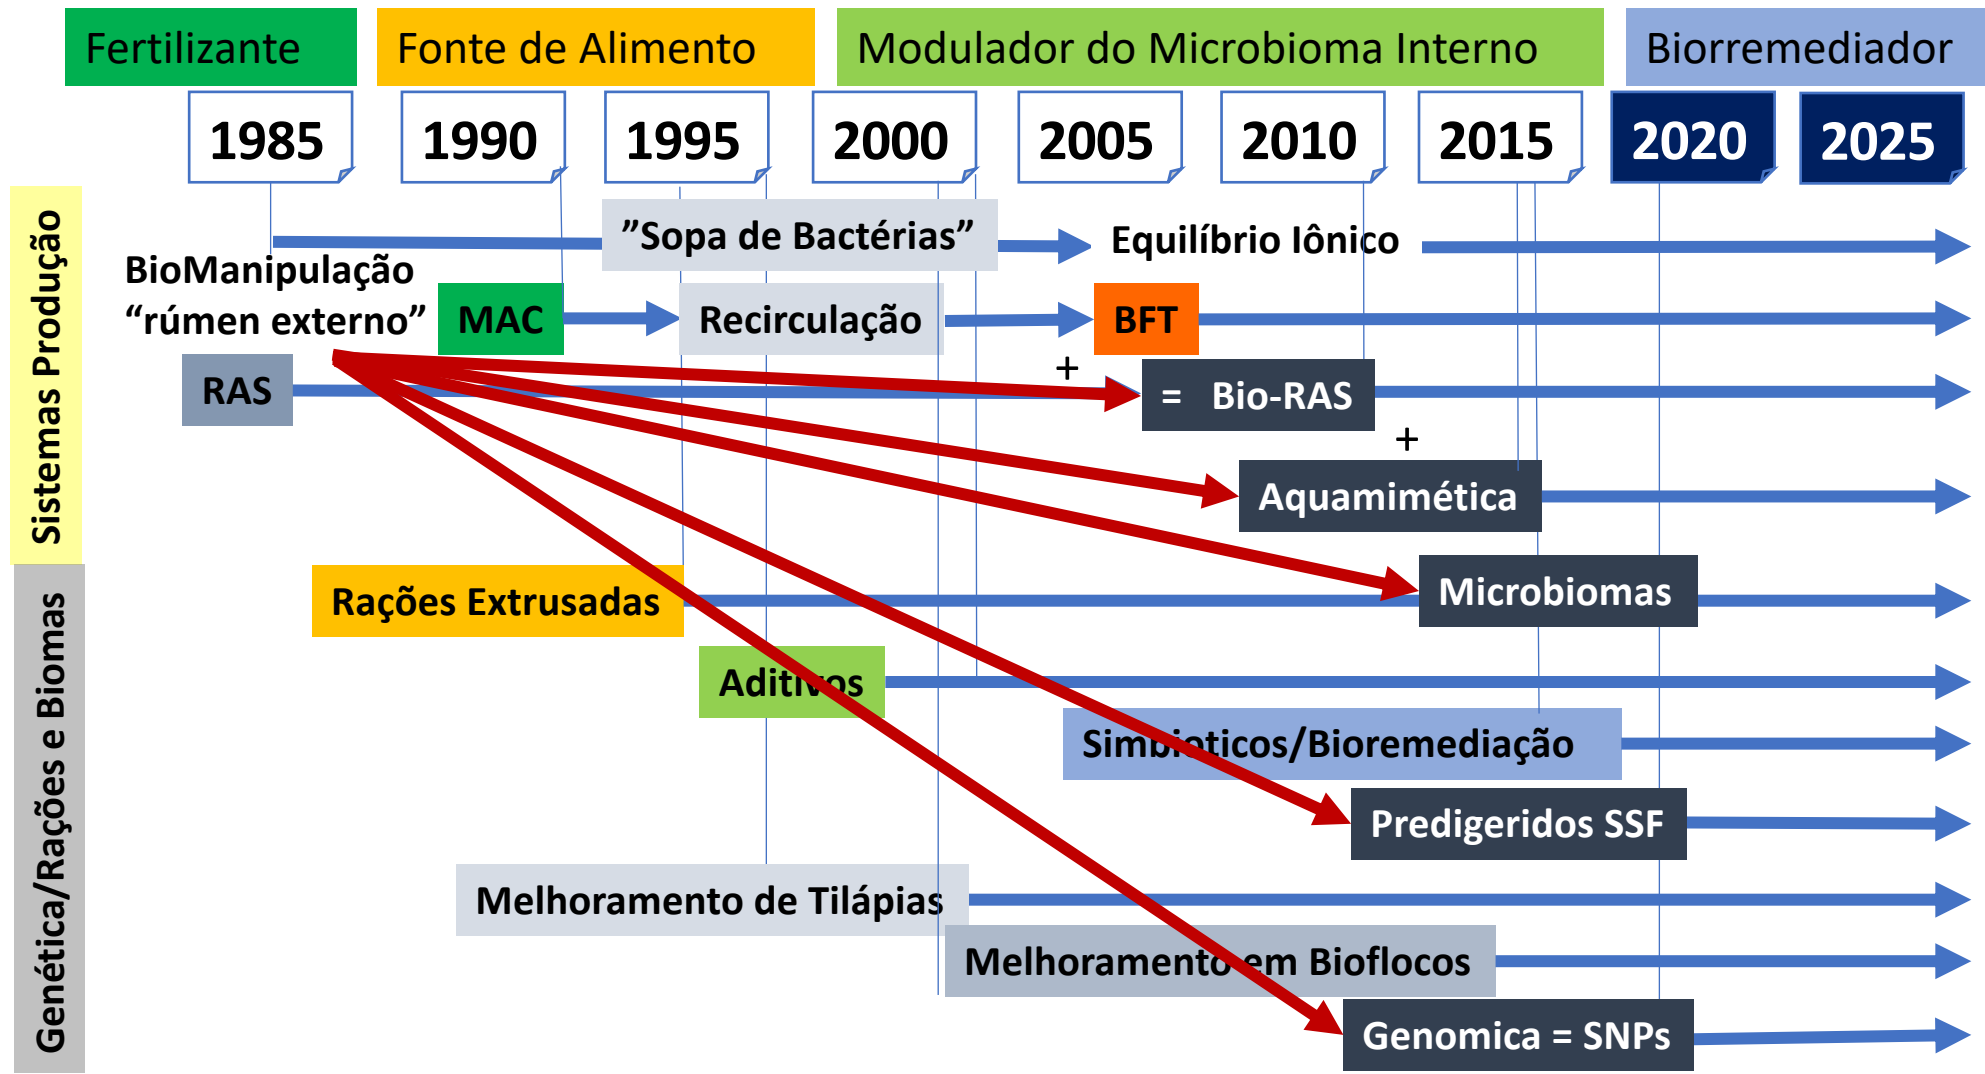 Fertilizante
Fonte de Alimento
Modulador do Microbioma Interno
Biorremediador
1985
1990
1995
2000
2005
2010
2015
2020
2025
Sistemas Produção
”Sopa de Bactérias”
Equilíbrio Iônico
BioManipulação
“rúmen externo”
MAC
Recirculação
BFT
+
RAS
= Bio-RAS
+
Aquamimética
Genética/Rações e Biomas
Rações Extrusadas
Microbiomas
Aditivos
Simbioticos/Bioremediação
Predigeridos SSF
Melhoramento de Tilápias
Melhoramento em Bioflocos
Genomica = SNPs